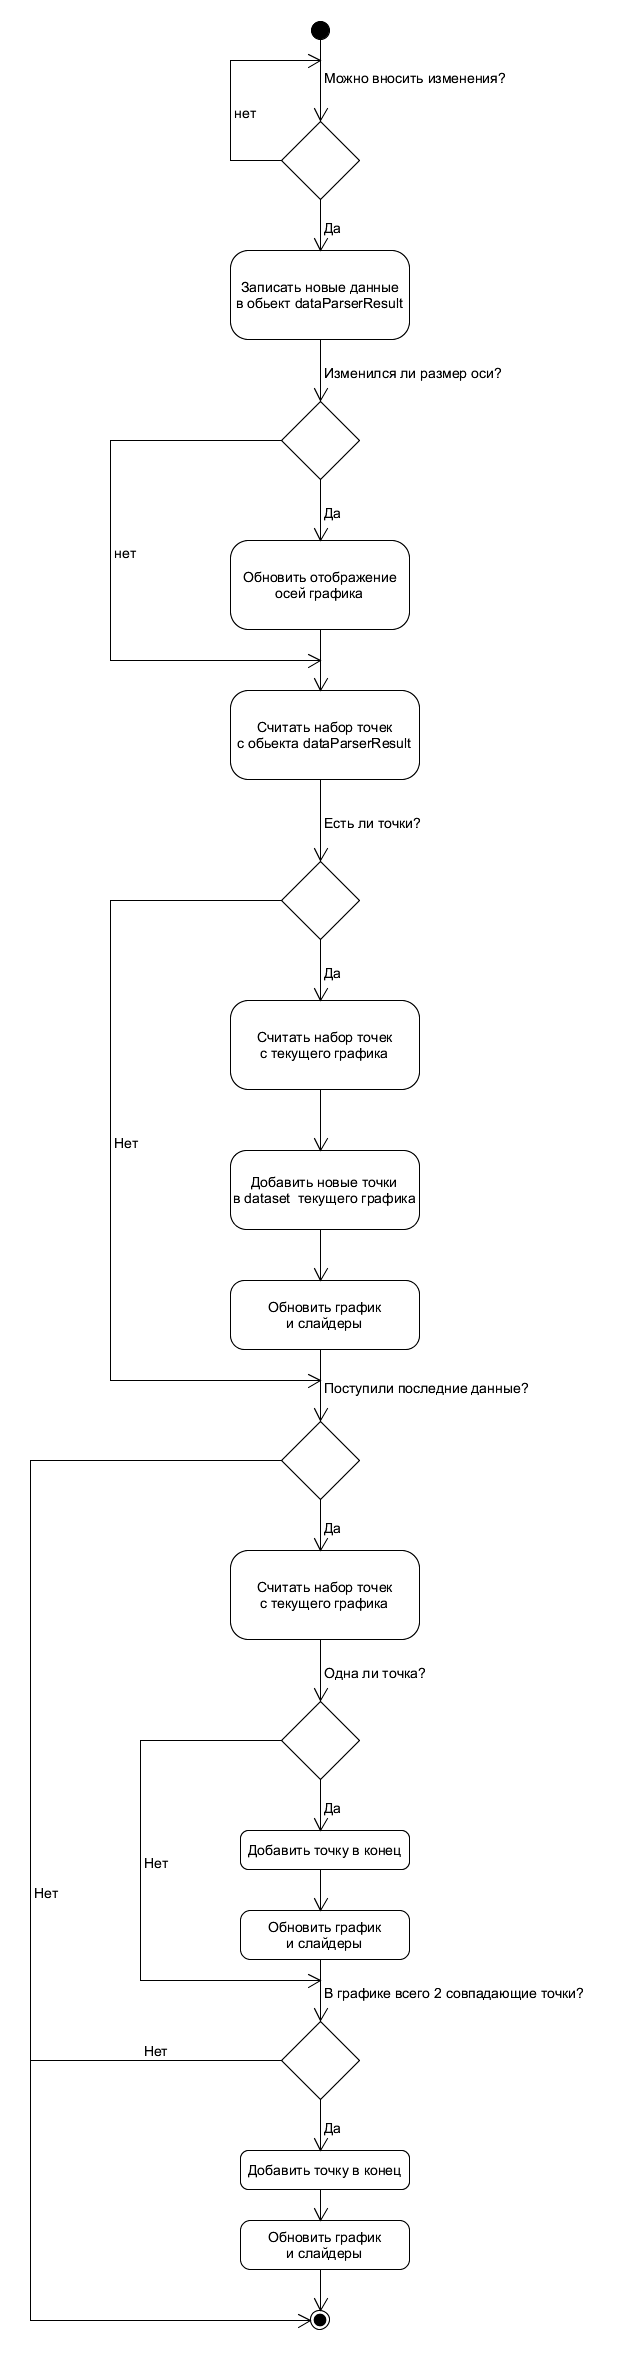 Можно вносить изменения?
нет
Да
Записать новые данные
в обьект dataParserResult
Изменился ли размер оси?
Да
нет
Обновить отображение
осей графика
Считать набор точек
с обьекта dataParserResult
Есть ли точки?
Да
Считать набор точек
с текущего графика
Нет
Добавить новые точки
в dataset текущего графика
Обновить график
и слайдеры
Поступили последние данные?
Да
Считать набор точек
с текущего графика
Одна ли точка?
Да
Добавить точку в конец
Нет
Нет
Обновить график
и слайдеры
В графике всего 2 совпадающие точки?
Нет
Да
Добавить точку в конец
Обновить график
и слайдеры